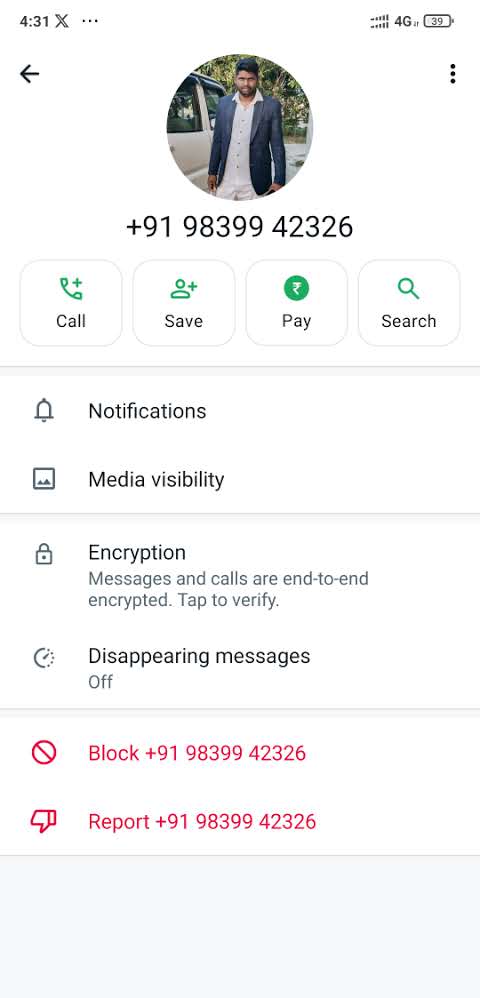 4:31 X ...
4G 39
+91 98399 42326
Call
Save
₹
Pay
Search
Notifications
Media visibility
Encryption
Messages and calls are end-to-end
encrypted. Tap to verify.
Disappearing messages
Off
Block +91 98399 42326
Report +91 98399 42326